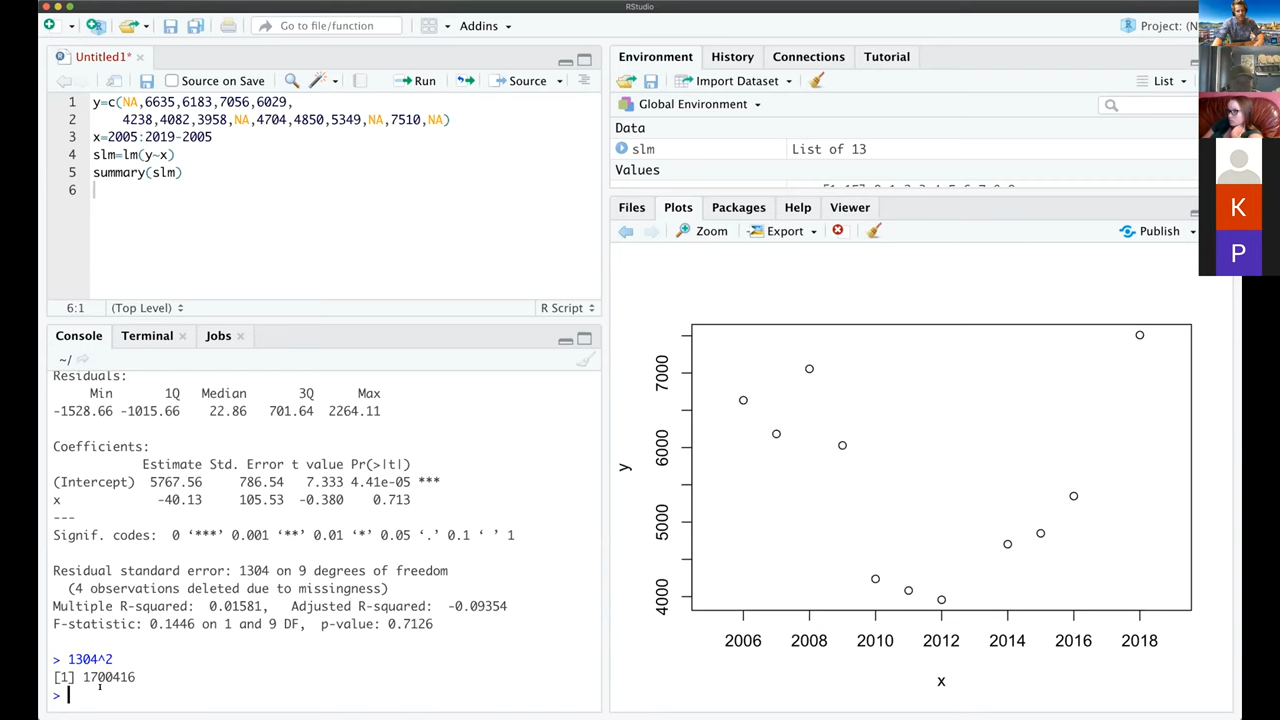 RStudio
Go to file/function
Addins
Project: (N
Untitled1*
Source on Save
Run
Source
1 y=c(NA,6635,6183,7056,6029,
2 4238,4082,3958,NA,4704,4850,5349,NA,7510,NA)
3 x=2005:2019-2005
4 slm=lm(y~x)
5 summary(slm)
6
6:1 (Top Level) R Script
Console Terminal Jobs
~/
Residuals:
Min 1Q Median 3Q Max
-1528.66 -1015.66 22.86 701.64 2264.11
Coefficients:
Estimate Std. Error t value Pr(>|t|)
(Intercept) 5767.56 786.54 7.333 4.41e-05 ***
x -40.13 105.53 -0.380 0.713
---
Signif. codes: 0 ‘***’ 0.001 ‘**’ 0.01 ‘*’ 0.05 ‘.’ 0.1 ‘ ’ 1
Residual standard error: 1304 on 9 degrees of freedom
(4 observations deleted due to missingness)
Multiple R-squared: 0.01581, Adjusted R-squared: -0.09354
F-statistic: 0.1446 on 1 and 9 DF, p-value: 0.7126
> 1304^2
[1] 1700416
>
Environment History Connections Tutorial
Import Dataset
List
Global Environment
Data
slm List of 13
Values
Files Plots Packages Help Viewer
Zoom Export Publish
7000
6000
5000
4000
y
2006 2008 2010 2012 2014 2016 2018
x
K
P